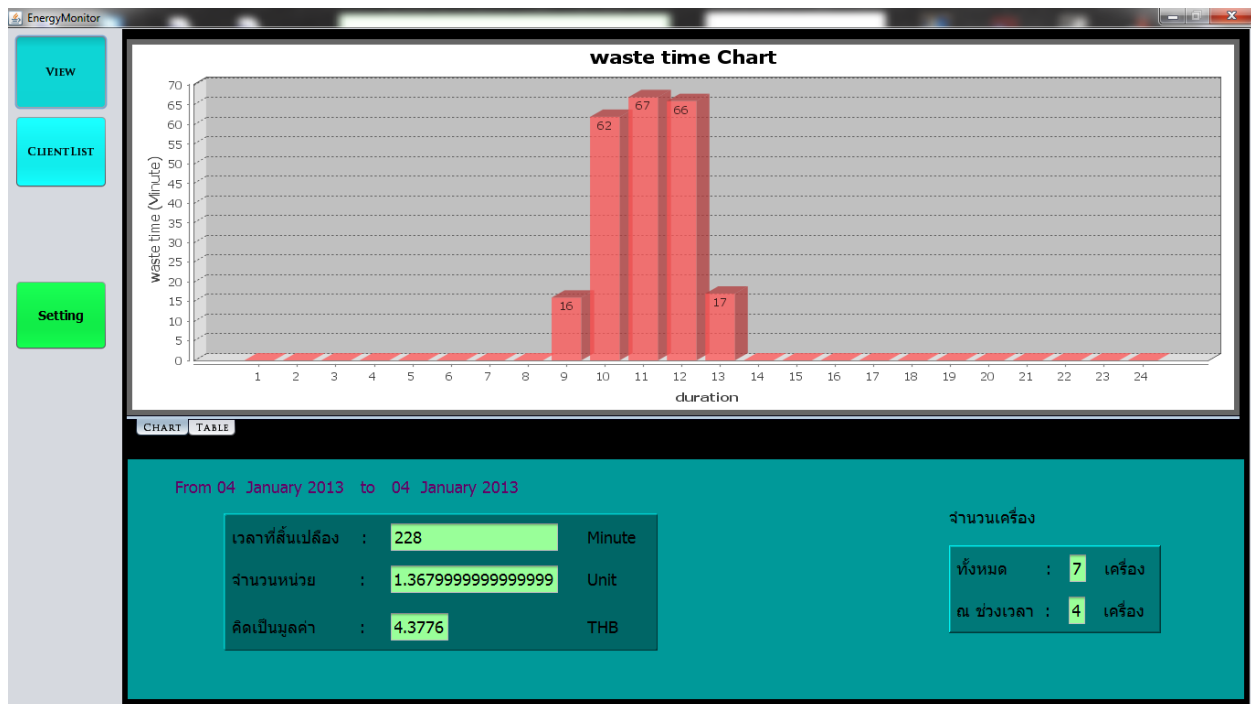 EnergyMonitor
VIEW
CLIENTLIST
Setting
waste time Chart
waste time (Minute)
70
65
60
55
50
45
40
35
30
25
20
15
10
5
0
16
62
67
66
17
1 2 3 4 5 6 7 8 9 10 11 12 13 14 15 16 17 18 19 20 21 22 23 24
duration
CHART TABLE
From 04 January 2013 to 04 January 2013
เวลาที่สิ้นเปลือง : 228 Minute
จำนวนหน่วย : 1.3679999999999999 Unit
คิดเป็นมูลค่า : 4.3776 THB
จำนวนเครื่อง
ทั้งหมด : 7 เครื่อง
ณ ช่วงเวลา : 4 เครื่อง